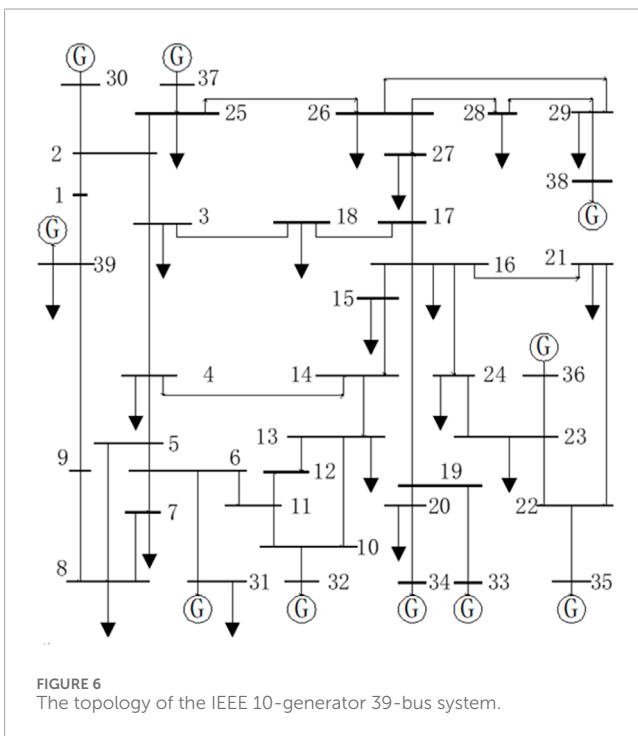 G G
30 37
25 26 28 29
2 27
1 38
3 18 17 G
G
39 16 21
15
G
4 14 24 36
5 13 23
9 6 12 19
7 11 20 22
10
8 31 32 34 33 35
G G G G G
FIGURE 6
The topology of the IEEE 10-generator 39-bus system.